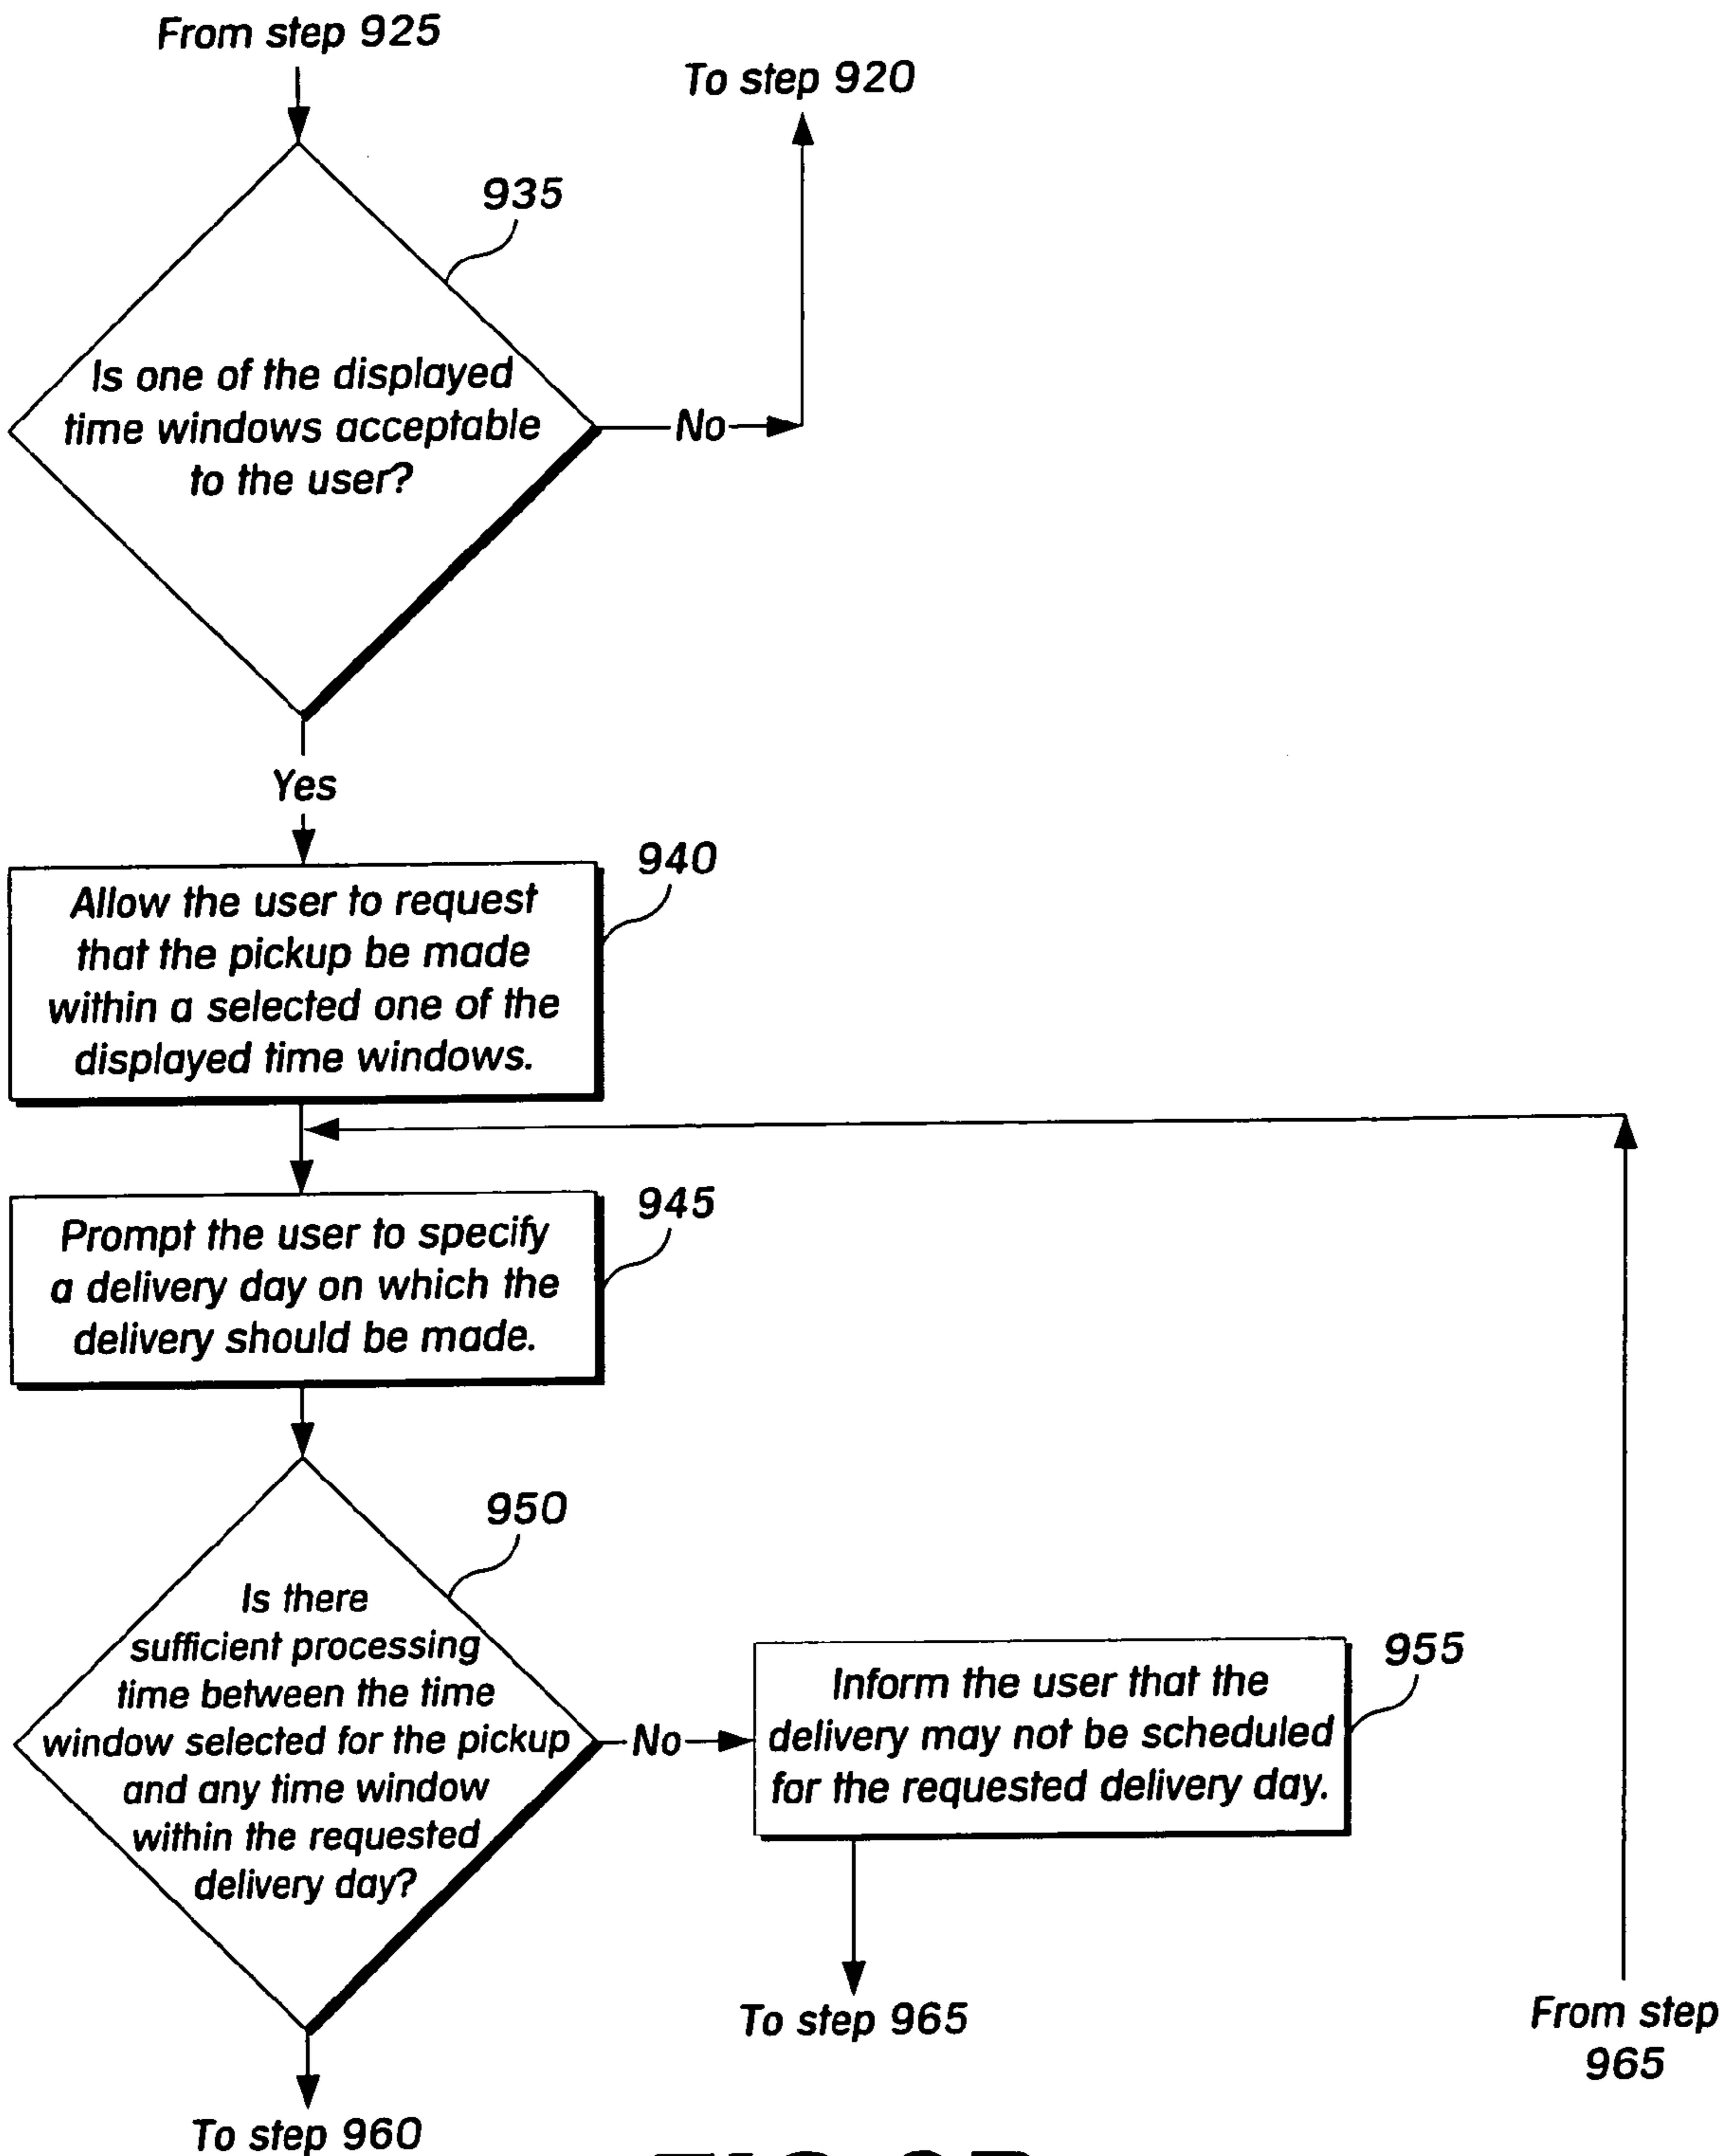 From step 925
To step 920
935
Is one of the displayed
time windows acceptable
to the user?
No
Yes
940
Allow the user to request
that the pickup be made
within a selected one of the
displayed time windows.
945
Prompt the user to specify
a delivery day on which the
delivery should be made.
950
Is there
sufficient processing
time between the time
window selected for the pickup
and any time window
within the requested
delivery day?
No
955
Inform the user that the
delivery may not be scheduled
for the requested delivery day.
To step 965
From step
965
To step 960